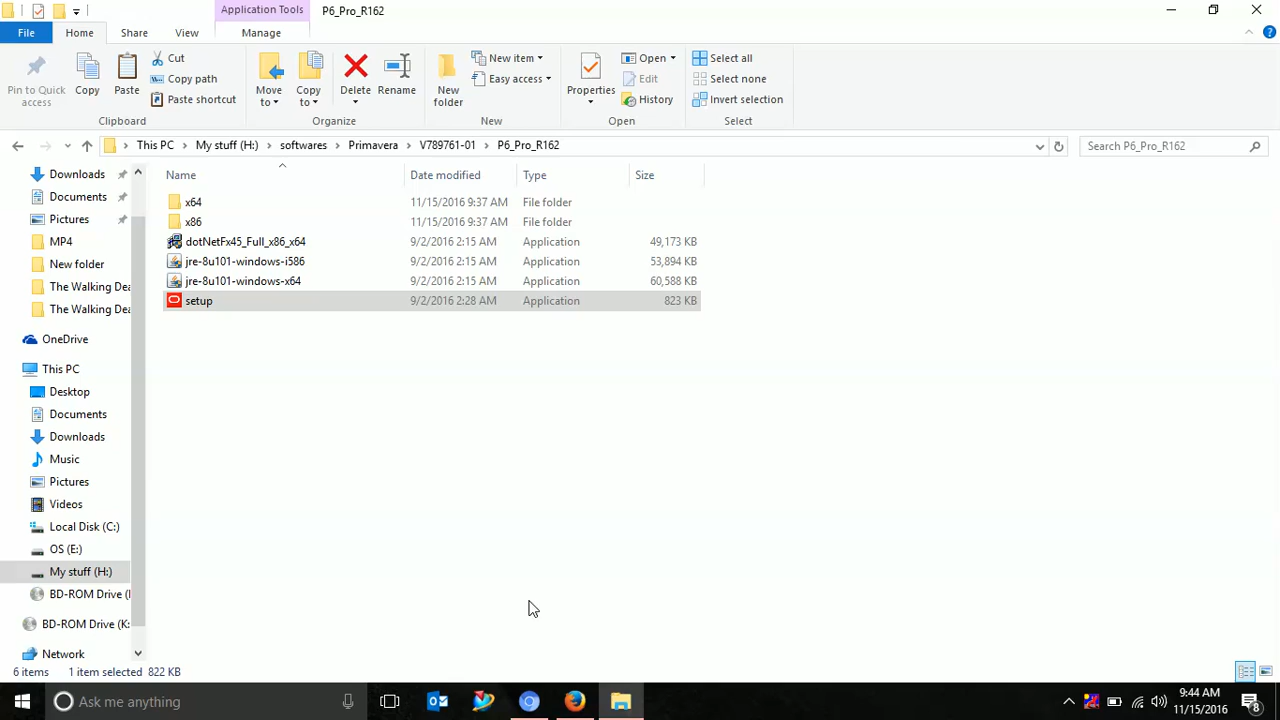 Application Tools P6_Pro_R162
File Home Share View Manage
Pin to Quick access
Copy
Paste
Cut
Copy path
Paste shortcut
Clipboard
Move to
Copy to
Delete
Rename
Organize
New folder
New item
Easy access
New
Properties
Open
Edit
History
Open
Select all
Select none
Invert selection
Select
This PC My stuff (H:) softwares Primavera V789761-01 P6_Pro_R162
Search P6_Pro_R162
Downloads
Documents
Pictures
MP4
New folder
The Walking Dea
The Walking Dea
OneDrive
This PC
Desktop
Documents
Downloads
Music
Pictures
Videos
Local Disk (C:)
OS (E:)
My stuff (H:)
BD-ROM Drive (I
BD-ROM Drive (K:
Network
Name Date modified Type Size
x64 11/15/2016 9:37 AM File folder
x86 11/15/2016 9:37 AM File folder
dotNetFx45_Full_x86_x64 9/2/2016 2:15 AM Application 49,173 KB
jre-8u101-windows-i586 9/2/2016 2:15 AM Application 53,894 KB
jre-8u101-windows-x64 9/2/2016 2:15 AM Application 60,588 KB
setup 9/2/2016 2:28 AM Application 823 KB
6 items 1 item selected 822 KB
Ask me anything
9:44 AM
11/15/2016
8